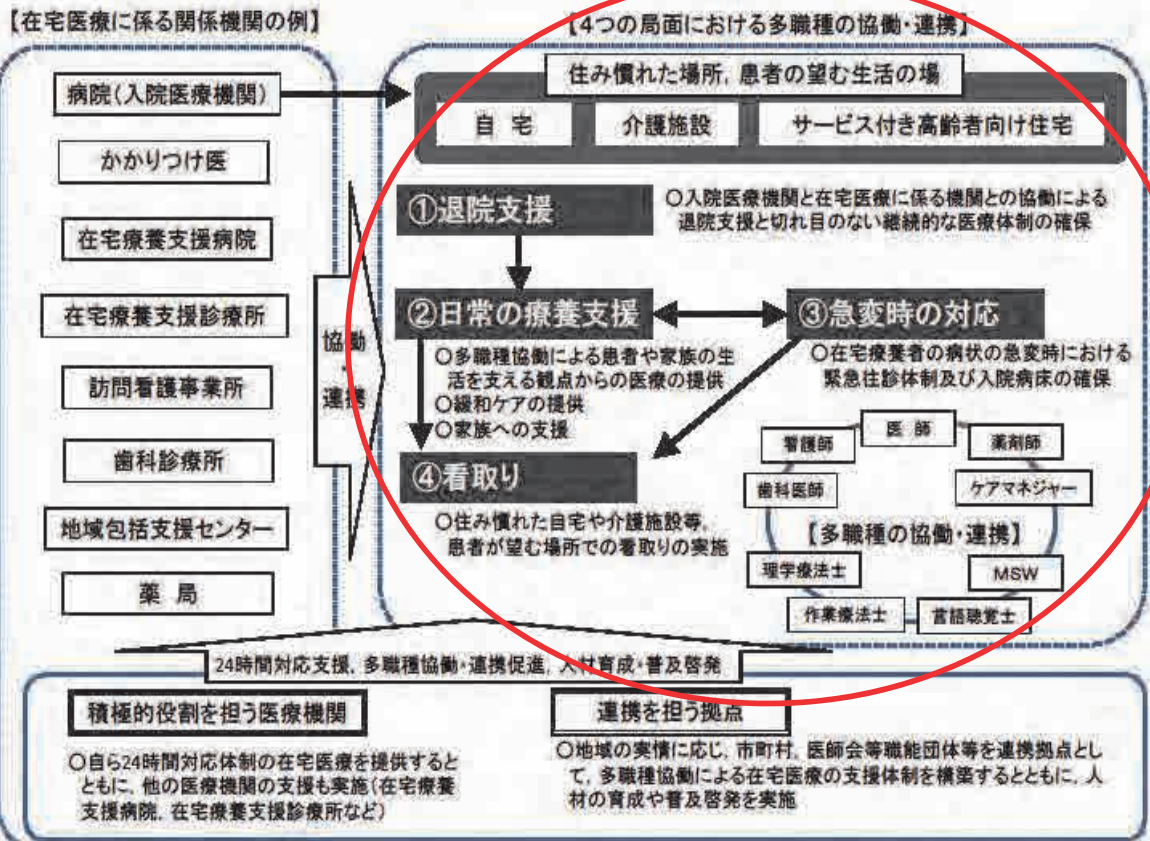 【在宅医療に係る関係機関の例】
病院(入院医療機関)
かかりつけ医
在宅療養支援病院
在宅療養支援診療所
訪問看護事業所
歯科診療所
地域包括支援センター
薬 局
協働・連携
【4つの局面における多職種の協働・連携】
住み慣れた場所，患者の望む生活の場
自 宅
介護施設
サービス付き高齢者向け住宅
①退院支援
○入院医療機関と在宅医療に係る機関との協働による
退院支援と切れ目のない継続的な医療体制の確保
②日常の療養支援
○多職種協働による患者や家族の生
活を支える観点からの医療の提供
○緩和ケアの提供
○家族への支援
③急変時の対応
○在宅療養者の病状の急変時における
緊急往診体制及び入院病床の確保
④看取り
○住み慣れた自宅や介護施設等，
患者が望む場所での看取りの実施
医 師
看護師
薬剤師
歯科医師
ケアマネジャー
【多職種の協働・連携】
理学療法士
MSW
作業療法士
言語聴覚士
24時間対応支援，多職種協働・連携促進，人材育成・普及啓発
積極的役割を担う医療機関
○自ら24時間対応体制の在宅医療を提供すると
ともに，他の医療機関の支援も実施(在宅療養
支援病院，在宅療養支援診療所など)
連携を担う拠点
○地域の実情に応じ，市町村，医師会等職能団体等を連携拠点とし
て，多職種協働による在宅医療の支援体制を構築するとともに，人
材の育成や普及啓発を実施